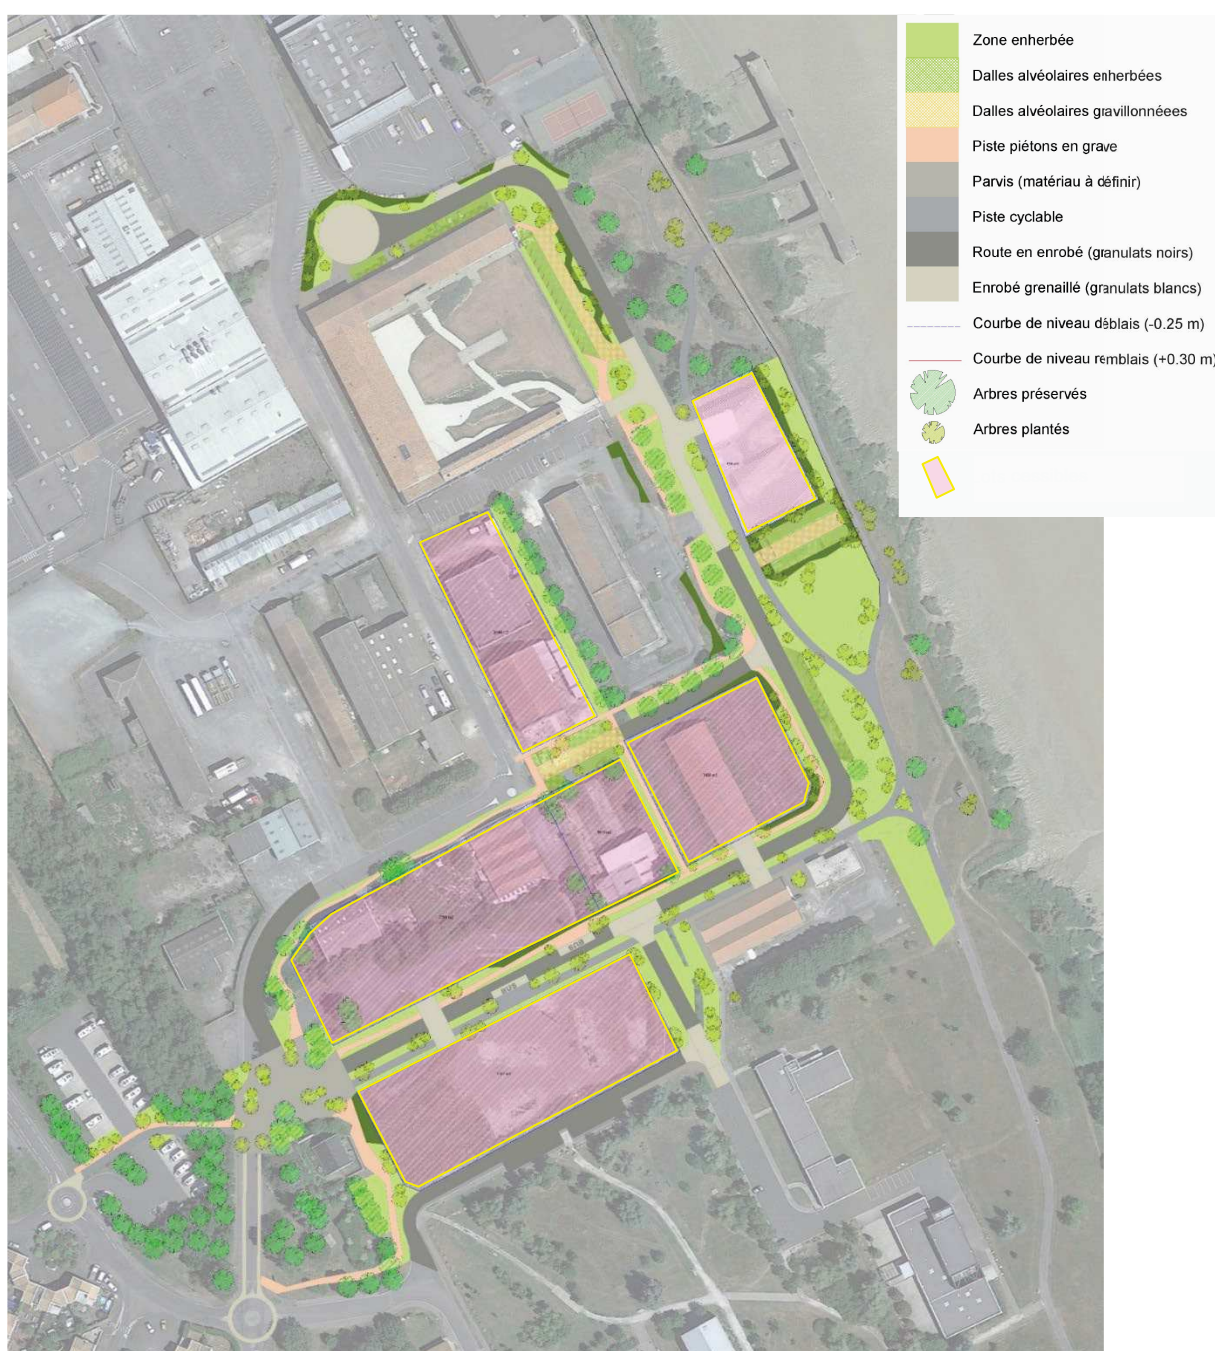 Zone enherbée
Dalles alvéolaires enherbées
Dalles alvéolaires gravillonnéees
Piste piétons en grave
Parvis (matériau à définir)
Piste cyclable
Route en enrobé (granulats noirs)
Enrobé grenaillé (granulats blancs)
Courbe de niveau déblais (-0.25 m)
Courbe de niveau remblais (+0.30 m)
Arbres préservés
Arbres plantés
BUS
BUS